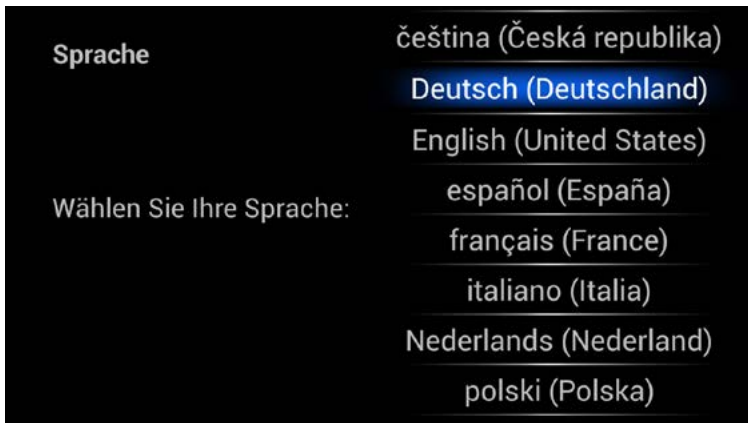 Sprache
Wählen Sie Ihre Sprache:
čeština (Česká republika)
Deutsch (Deutschland)
English (United States)
español (España)
français (France)
italiano (Italia)
Nederlands (Nederland)
polski (Polska)